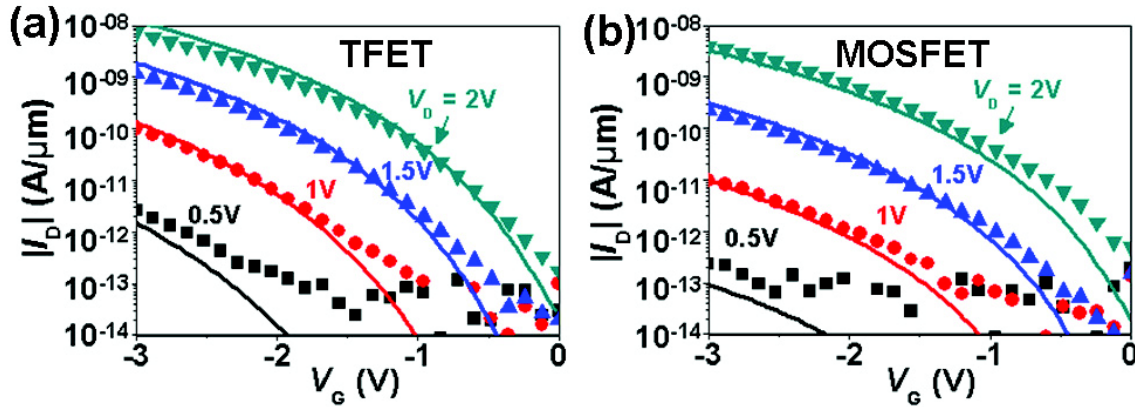 (a)
TFET
|I_D| (A/μm)
10^-08
10^-09
10^-10
10^-11
10^-12
10^-13
10^-14
V_D = 2V
1.5V
1V
0.5V
-3
-2
-1
0
V_G (V)
(b)
MOSFET
|I_D| (A/μm)
10^-08
10^-09
10^-10
10^-11
10^-12
10^-13
10^-14
V_D = 2V
1.5V
1V
0.5V
-3
-2
-1
0
V_G (V)